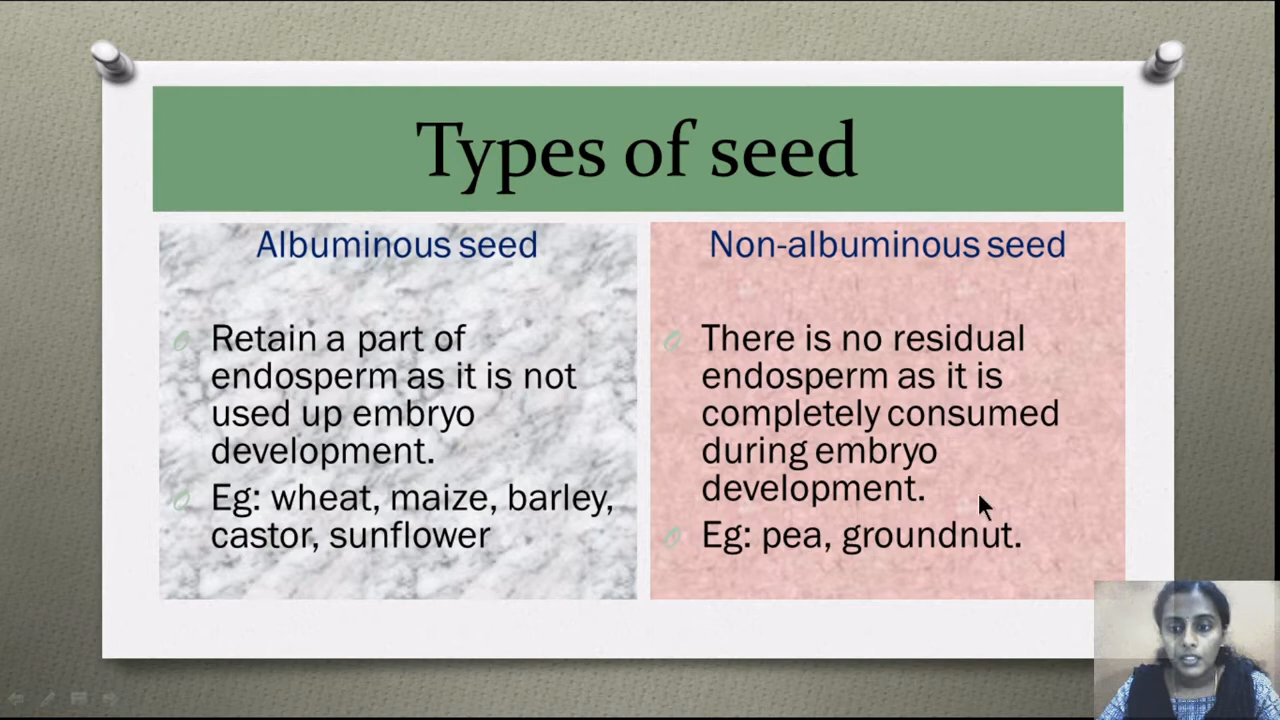 Types of seed
Albuminous seed
Retain a part of
endosperm as it is not
used up embryo
development.
Eg: wheat, maize, barley,
castor, sunflower
Non-albuminous seed
There is no residual
endosperm as it is
completely consumed
during embryo
development.
Eg: pea, groundnut.